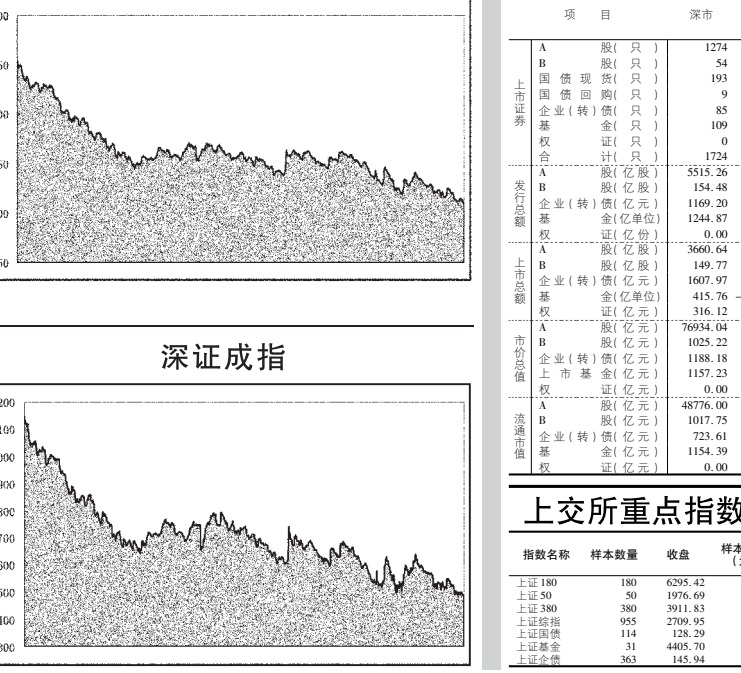 深证成指
项 目 深市
上市证券
A 股( 只 ) 1274
B 股( 只 ) 54
国 债 现 货( 只 ) 193
国 债 回 购( 只 ) 9
企业(转)债( 只 ) 85
基 金( 只 ) 109
权 证( 只 ) 0
合 计( 只 ) 1724
发行总额
A 股( 亿 股 ) 5515.26
B 股( 亿 股 ) 154.48
企业(转)债( 亿 元 ) 1169.20
基 金(亿单位) 1244.87
权 证( 亿 份 ) 0.00
上市总额
A 股( 亿 股 ) 3660.64
B 股( 亿 股 ) 149.77
企业(转)债( 亿 元 ) 1607.97
基 金(亿单位) 415.76
权 证( 亿 元 ) 316.12
市价总值
A 股( 亿 元 ) 76934.04
B 股( 亿 元 ) 1025.22
企业(转)债( 亿 元 ) 1188.18
上 市 基 金( 亿 元 ) 1157.23
权 证( 亿 元 ) 0.00
流通市值
A 股( 亿 元 ) 48776.00
B 股( 亿 元 ) 1017.75
企业(转)债( 亿 元 ) 723.61
基 金( 亿 元 ) 1154.39
权 证( 亿 元 ) 0.00
上交所重点指数
指数名称 样本数量 收盘
上证180 180 6295.42
上证50 50 1976.69
上证380 380 3911.83
上证综指 955 2709.95
上证国债 114 128.29
上证基金 31 4405.70
上证企债 363 145.94